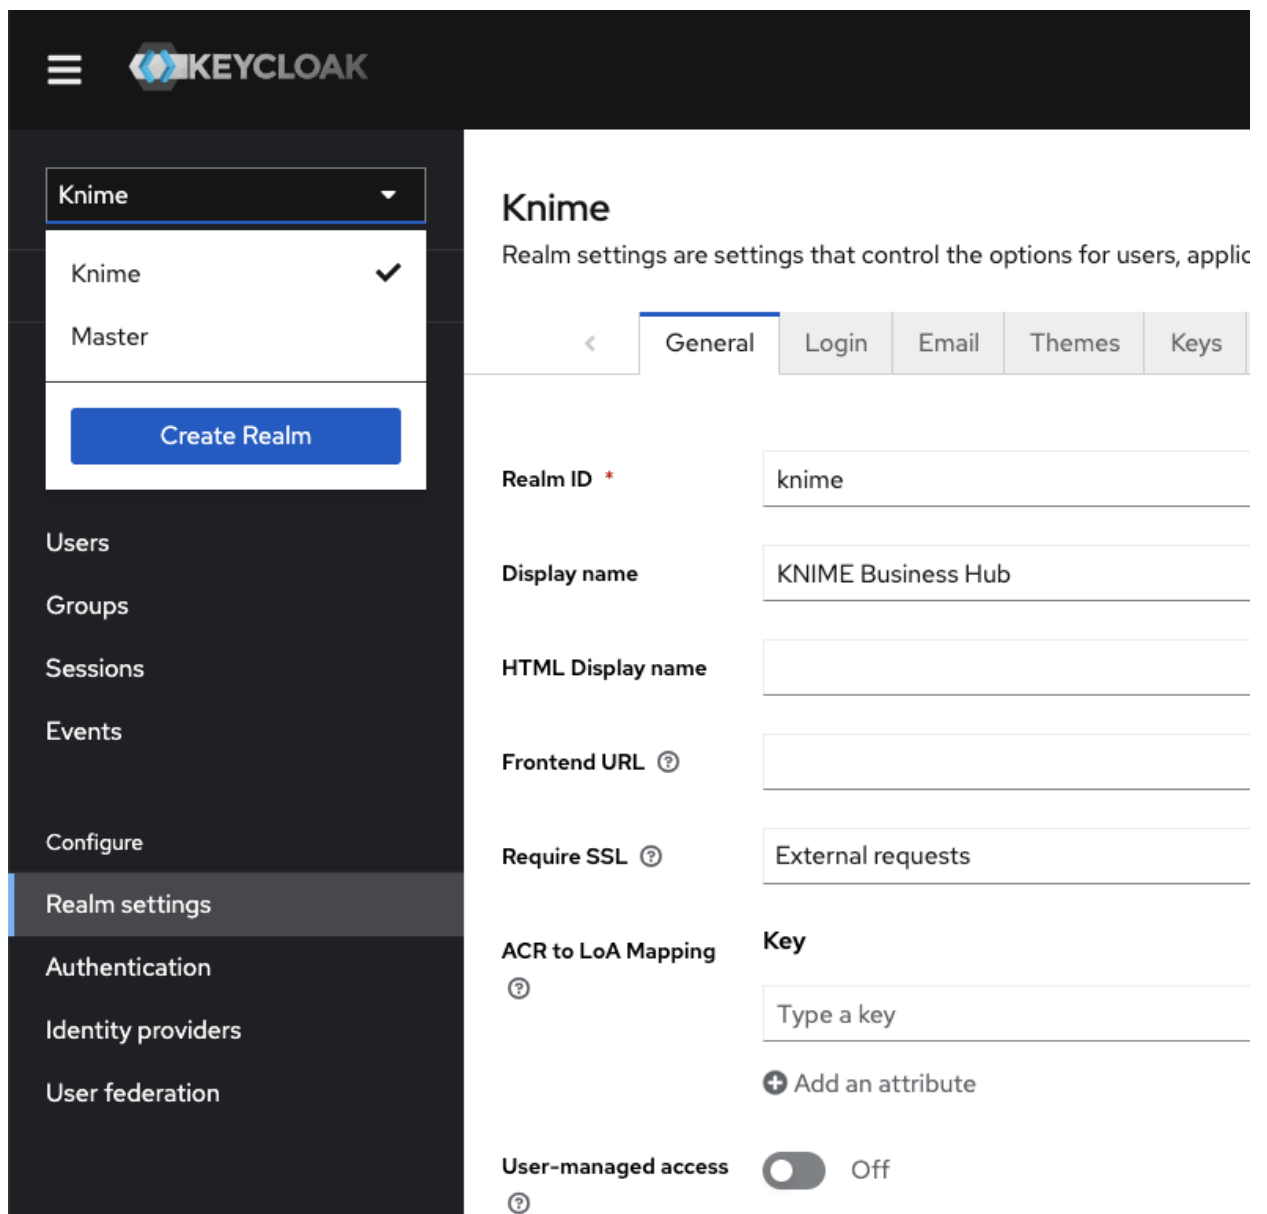 KEYCLOAK
Knime
Knime
Master
Create Realm
Users
Groups
Sessions
Events
Configure
Realm settings
Authentication
Identity providers
User federation
Knime
Realm settings are settings that control the options for users, applic
General Login Email Themes Keys
Realm ID * knime
Display name KNIME Business Hub
HTML Display name
Frontend URL
Require SSL External requests
ACR to LoA Mapping Key
Type a key
Add an attribute
User-managed access Off